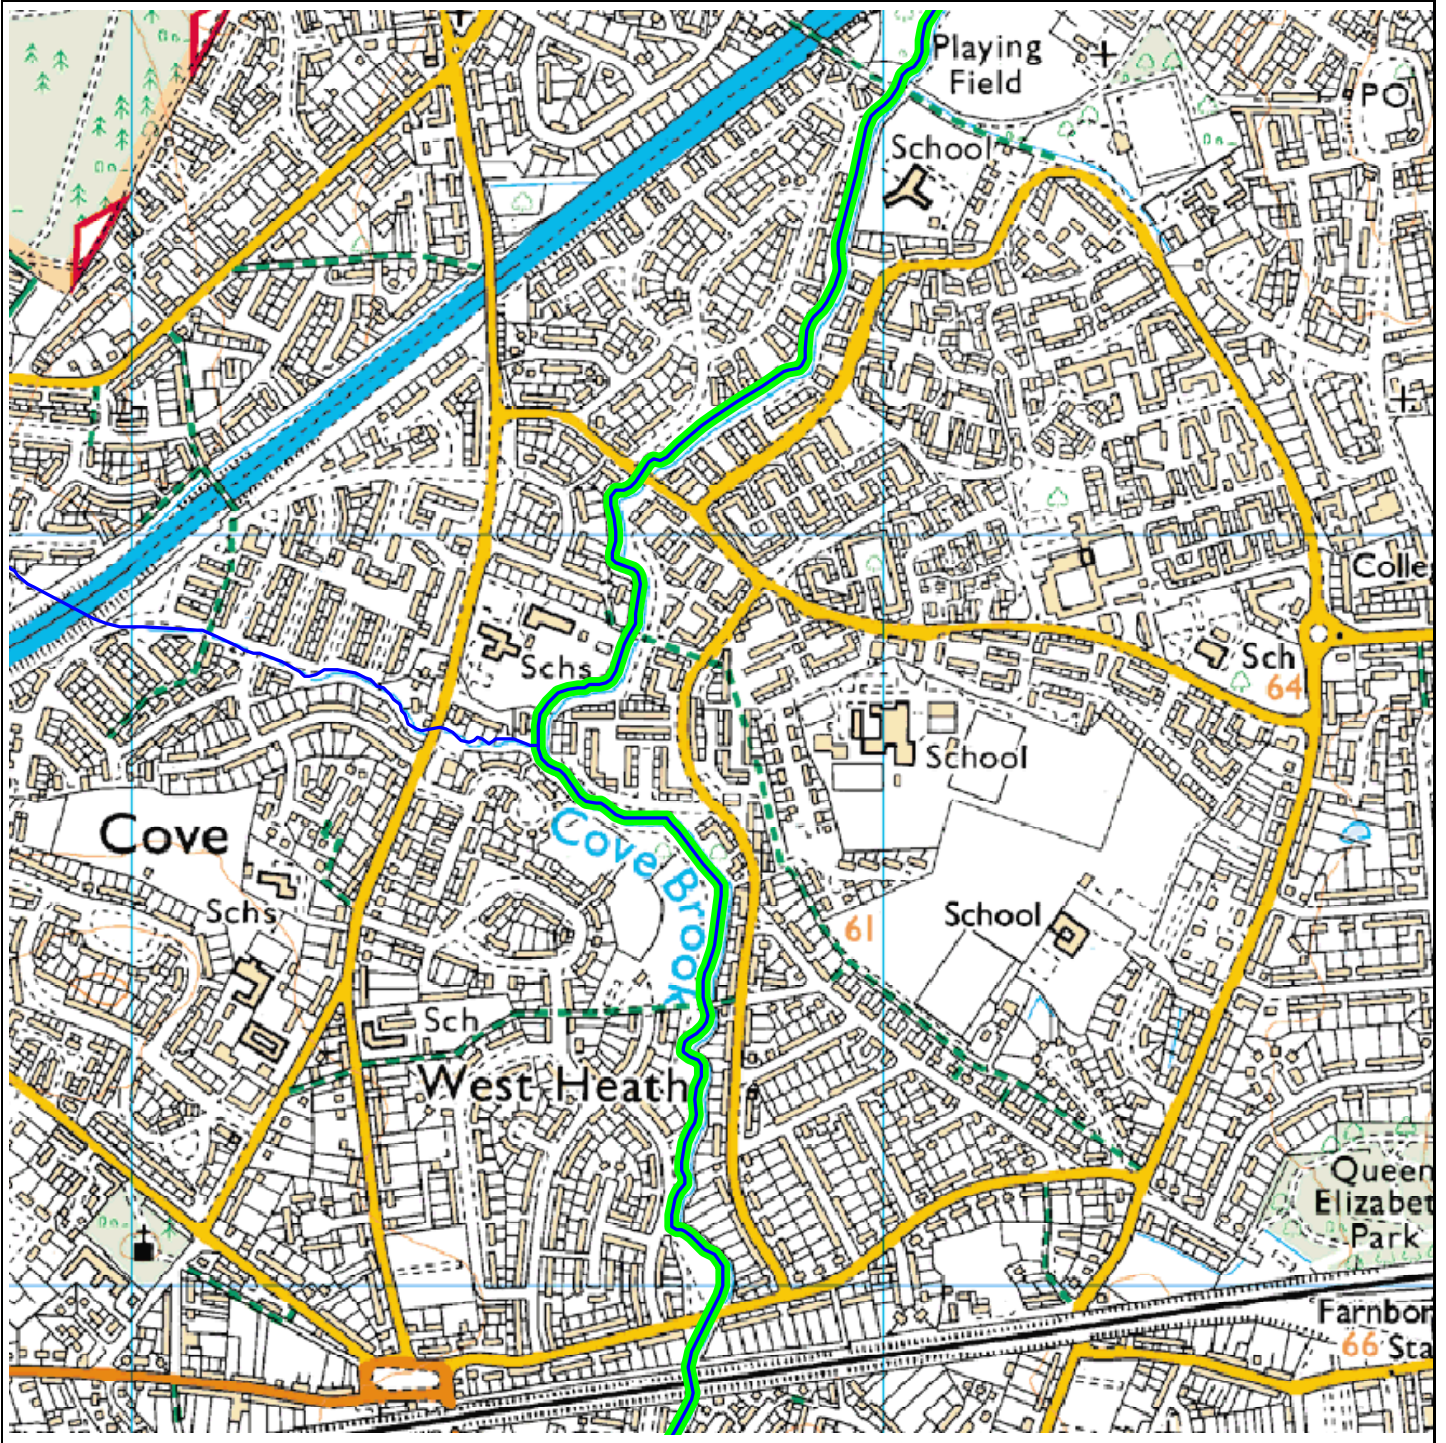 Playing
Field
PO
School
Colle
Schs
Sch
64
School
Cove
Cove Brook
Schs
61
School
Sch
West Heath
Queen
Elizabet
Park
Farnbor
66 Sta